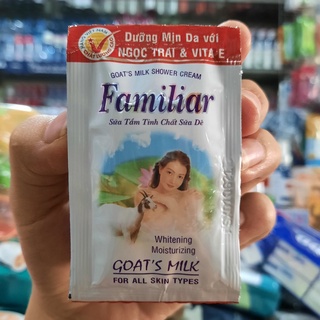 Dưỡng Mịn Da với
NGỌC TRAI & VITA E
GOAT'S MILK SHOWER CREAM
Familiar
Sữa Tắm Tinh Chất Sữa Dê
Whitening
Moisturizing
GOAT'S MILK
FOR ALL SKIN TYPES